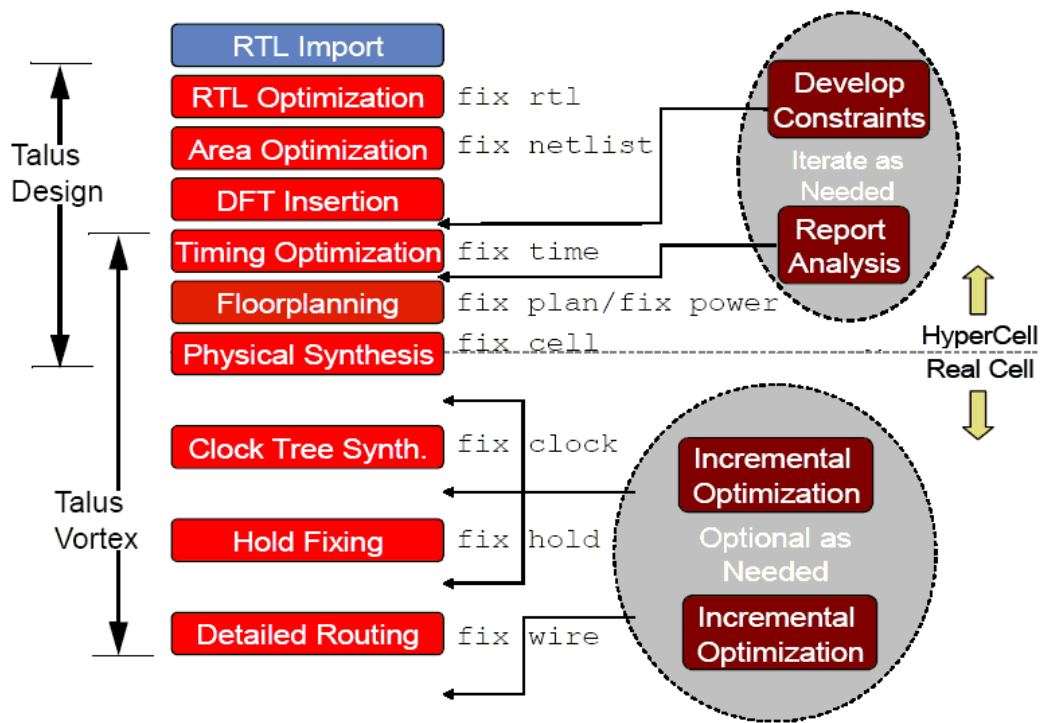 RTL Import
RTL Optimization fix rtl
Area Optimization fix netlist
DFT Insertion
Timing Optimization fix time
Floorplanning fix plan/fix power
Physical Synthesis fix cell
Clock Tree Synth. fix clock
Hold Fixing fix hold
Detailed Routing fix wire
Talus
Design
Talus
Vortex
Develop
Constraints
Iterate as
Needed
Report
Analysis
HyperCell
Real Cell
Incremental
Optimization
Optional as
Needed
Incremental
Optimization